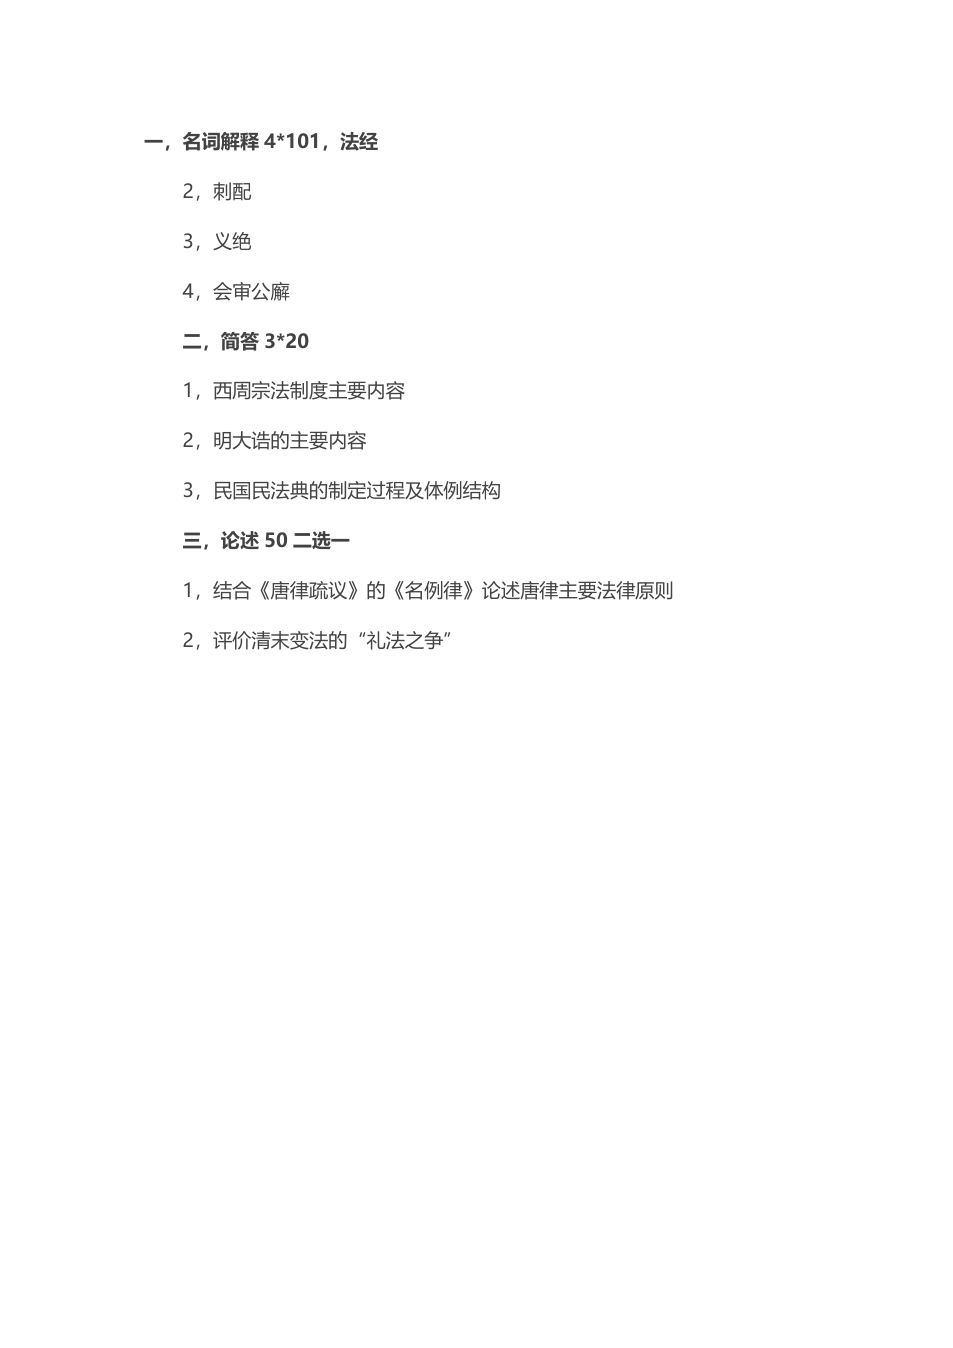 一，名词解释 4*101，法经
2，刺配
3，义绝
4，会审公廨
二，简答 3*20
1，西周宗法制度主要内容
2，明大诰的主要内容
3，民国民法典的制定过程及体例结构
三，论述 50 二选一
1，结合《唐律疏议》的《名例律》论述唐律主要法律原则
2，评价清末变法的“礼法之争”